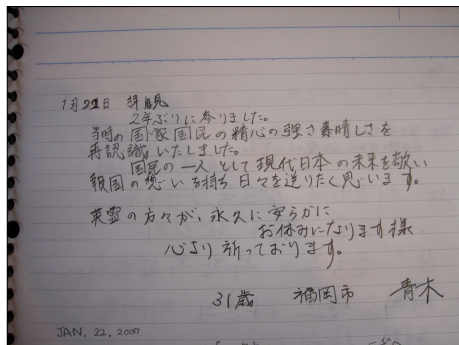 1月21日 拝見
2年ぶりに参りました。
当時の国家国民の精心の強さ素晴しさを
再認識いたしました。
国民の一人として現代日本の未来を敬い
報国の想いを持ち日々を送りたく思います。
英霊の方々が、永久に安らかに
お休みになります様
心より祈っております。
31歳 福岡市 青木
JAN. 22. 2007